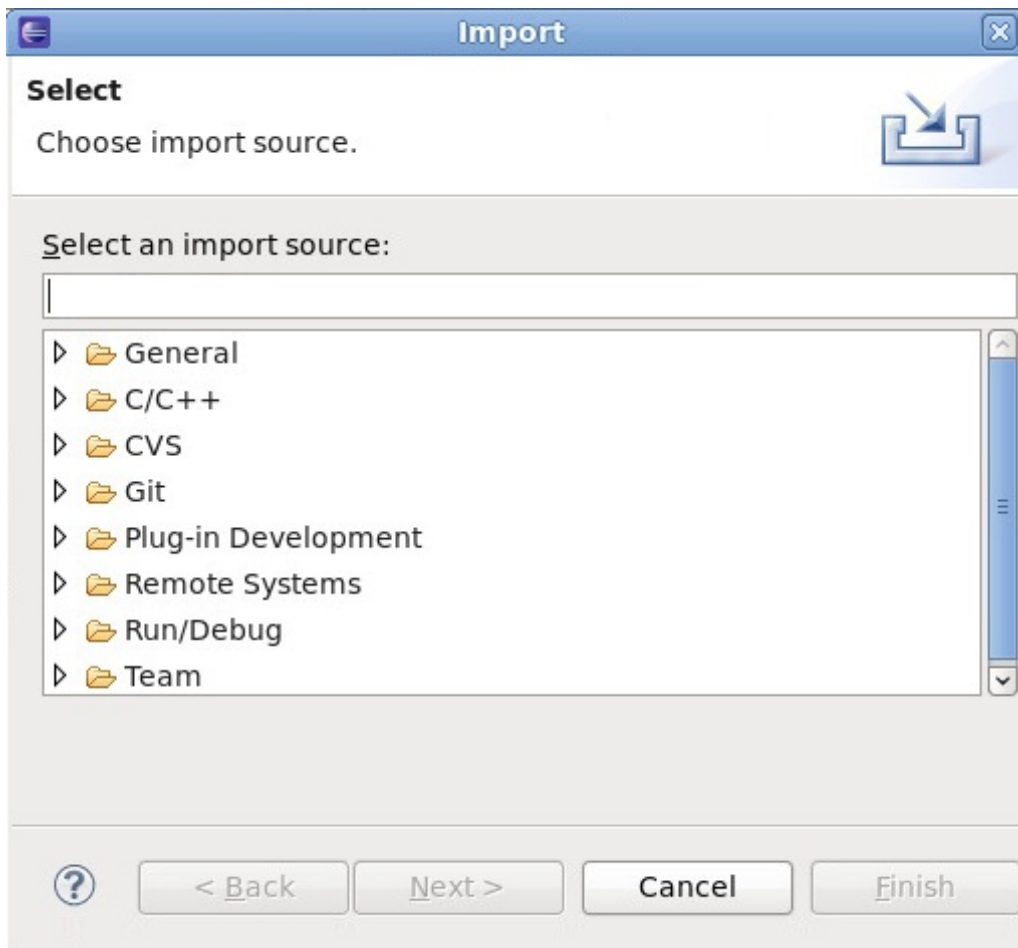 Import
Select
Choose import source.
Select an import source:
General
C/C++
CVS
Git
Plug-in Development
Remote Systems
Run/Debug
Team
? < Back Next > Cancel Finish